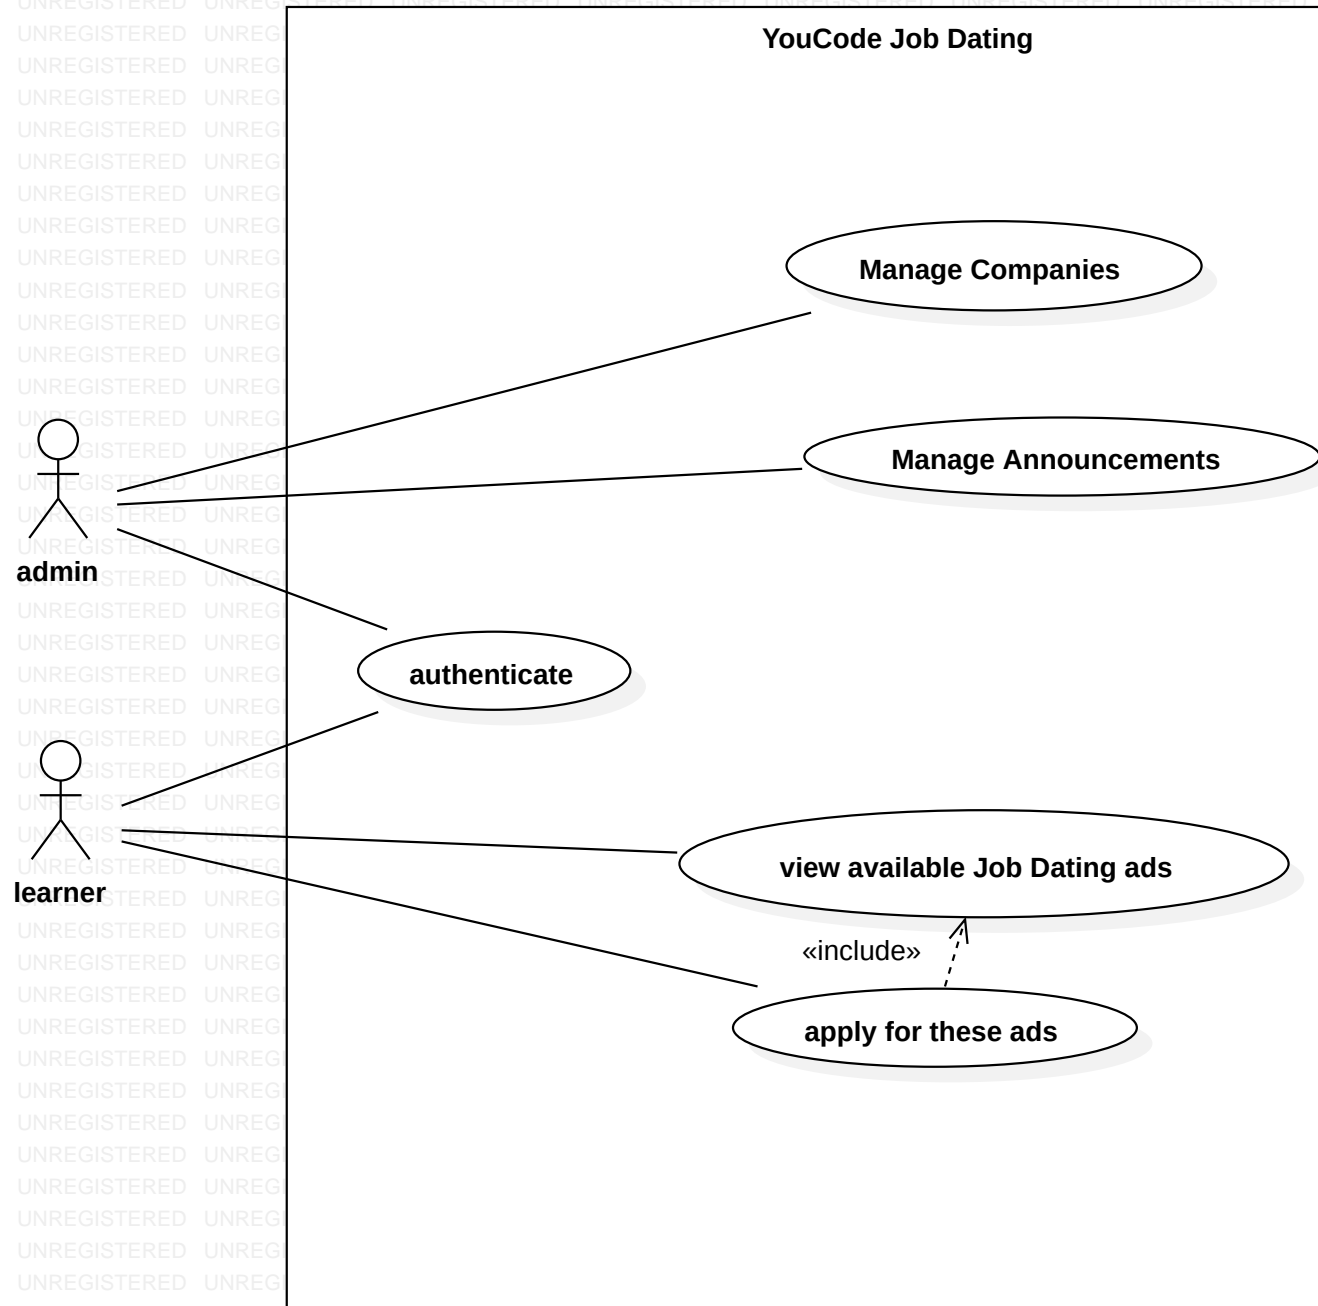 YouCode Job Dating
Manage Companies
Manage Announcements
admin
authenticate
learner
view available Job Dating ads
«include»
apply for these ads
UNREGISTERED